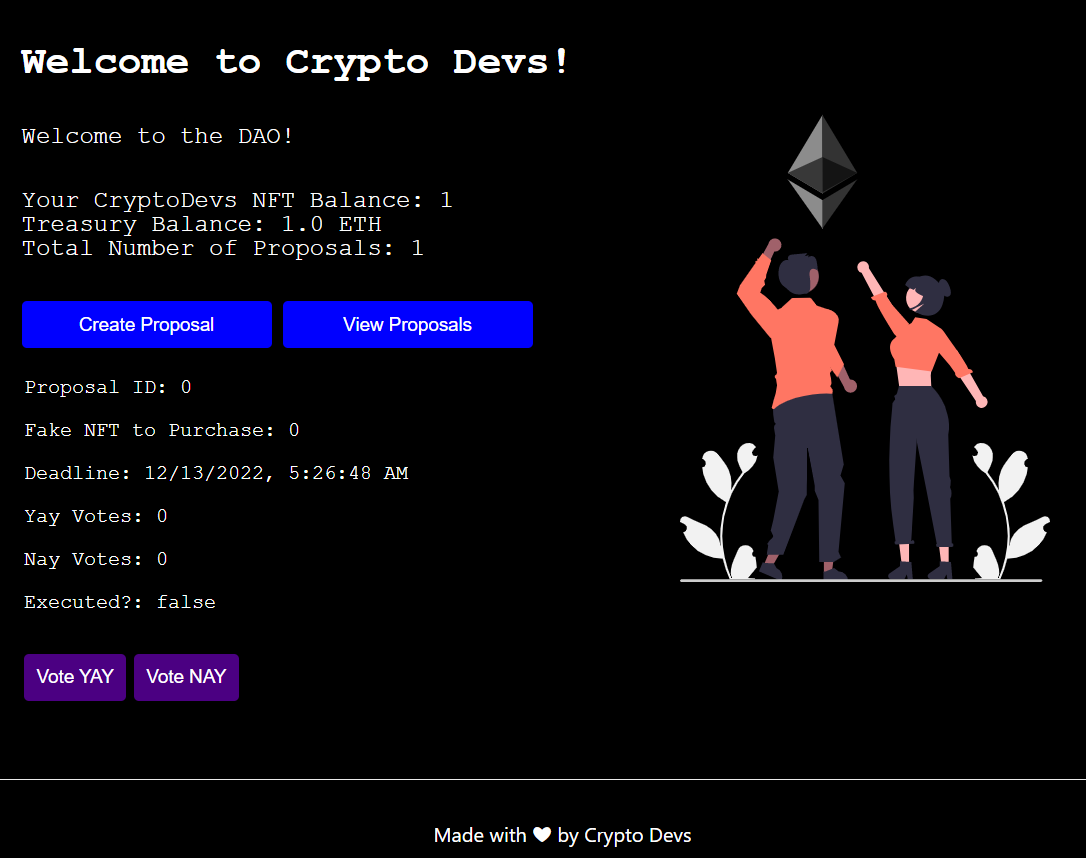 Welcome to Crypto Devs!
Welcome to the DAO!
Your CryptoDevs NFT Balance: 1
Treasury Balance: 1.0 ETH
Total Number of Proposals: 1
Create Proposal
View Proposals
Proposal ID: 0
Fake NFT to Purchase: 0
Deadline: 12/13/2022, 5:26:48 AM
Yay Votes: 0
Nay Votes: 0
Executed?: false
Vote YAY
Vote NAY
Made with ❤ by Crypto Devs